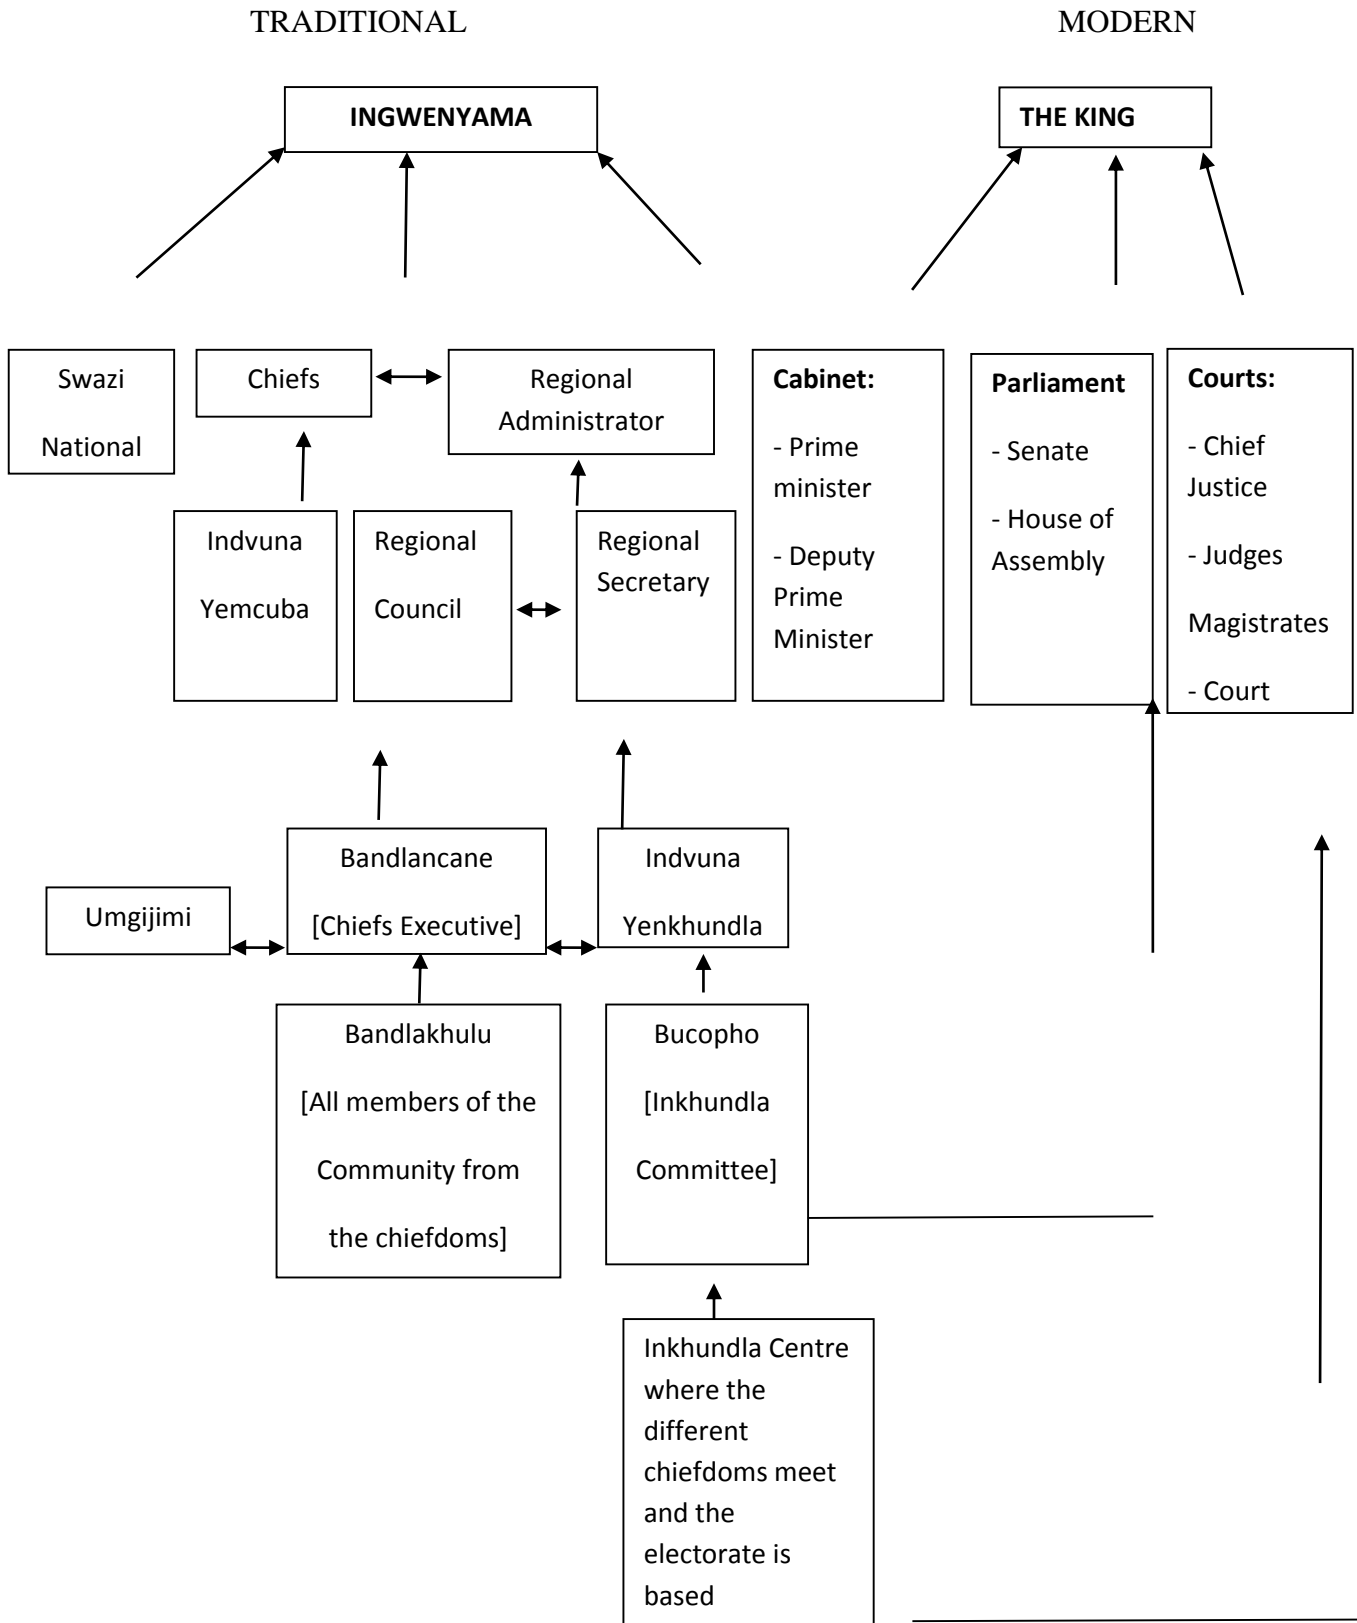 TRADITIONAL
MODERN
INGWENYAMA
THE KING
Swazi
National
Chiefs
Regional
Administrator
Cabinet:
- Prime
minister
- Deputy
Prime
Minister
Parliament
- Senate
- House of
Assembly
Courts:
- Chief
Justice
- Judges
Magistrates
- Court
Indvuna
Yemcuba
Regional
Council
Regional
Secretary
Umgijimi
Bandlancane
[Chiefs Executive]
Indvuna
Yenkhundla
Bandlakhulu
[All members of the
Community from
the chiefdoms]
Bucopho
[Inkhundla
Committee]
Inkhundla Centre
where the
different
chiefdoms meet
and the
electorate is
based